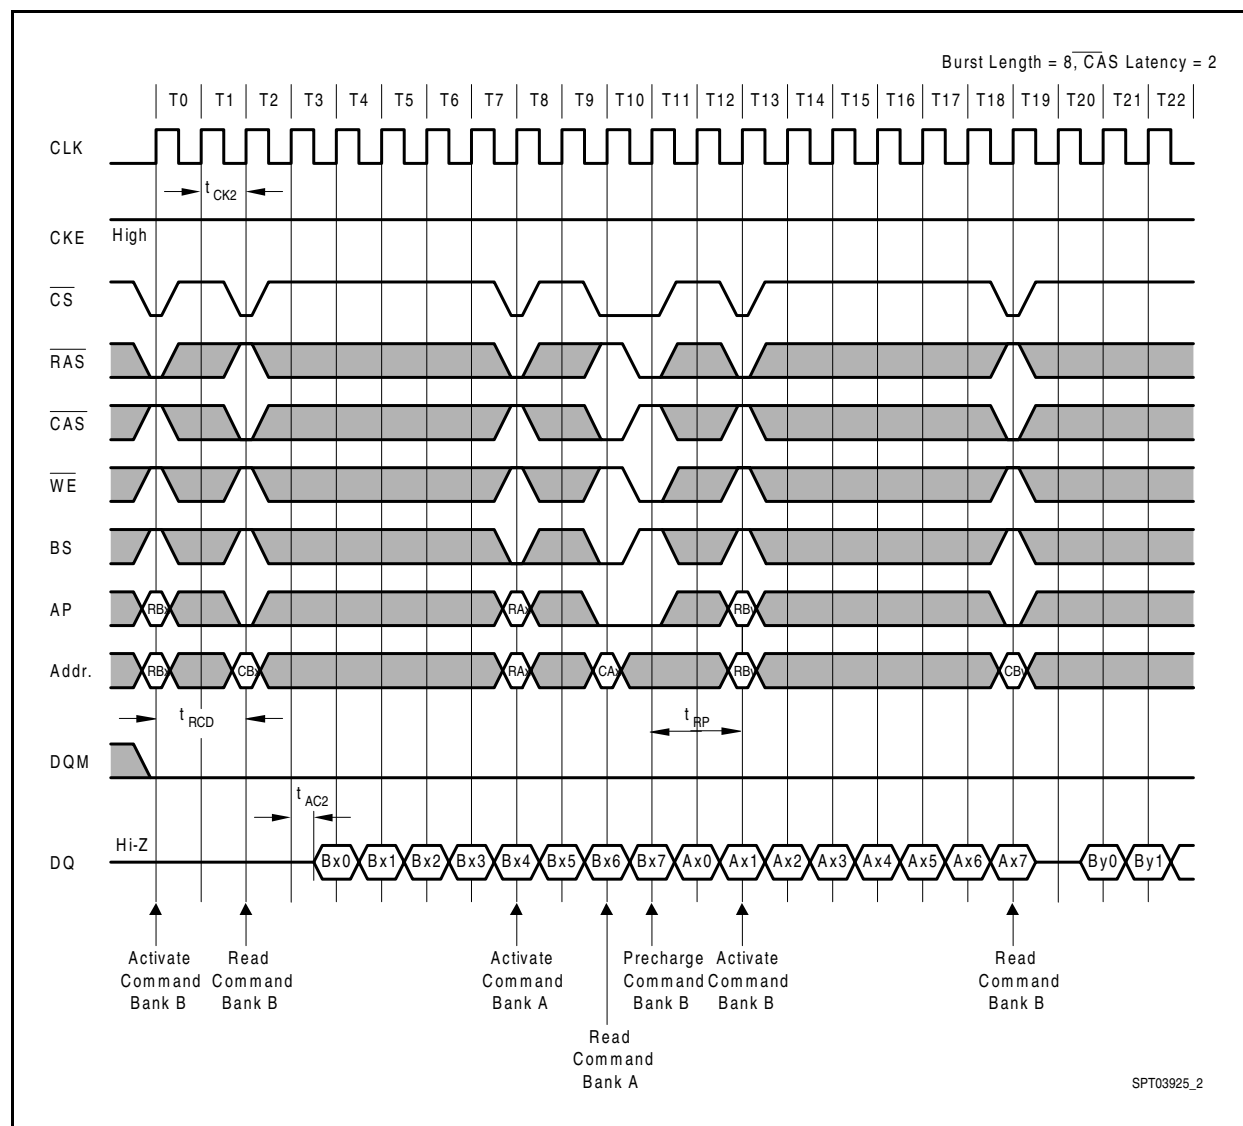 Burst Length = 8, CAS Latency = 2
T0 T1 T2 T3 T4 T5 T6 T7 T8 T9 T10 T11 T12 T13 T14 T15 T16 T17 T18 T19 T20 T21 T22
CLK
t CK2
CKE High
CS
RAS
CAS
WE
BS
AP RBx RAx RBy
Addr. RBx CBx RAx CAx RBy CBy
t RCD t RP
DQM
t AC2
Hi-Z
DQ Bx0 Bx1 Bx2 Bx3 Bx4 Bx5 Bx6 Bx7 Ax0 Ax1 Ax2 Ax3 Ax4 Ax5 Ax6 Ax7 By0 By1
Activate Read Activate Precharge Activate Read
Command Command Command Command Command Command
Bank B Bank B Bank A Bank B Bank B Bank B
Read
Command
Bank A
SPT03925_2